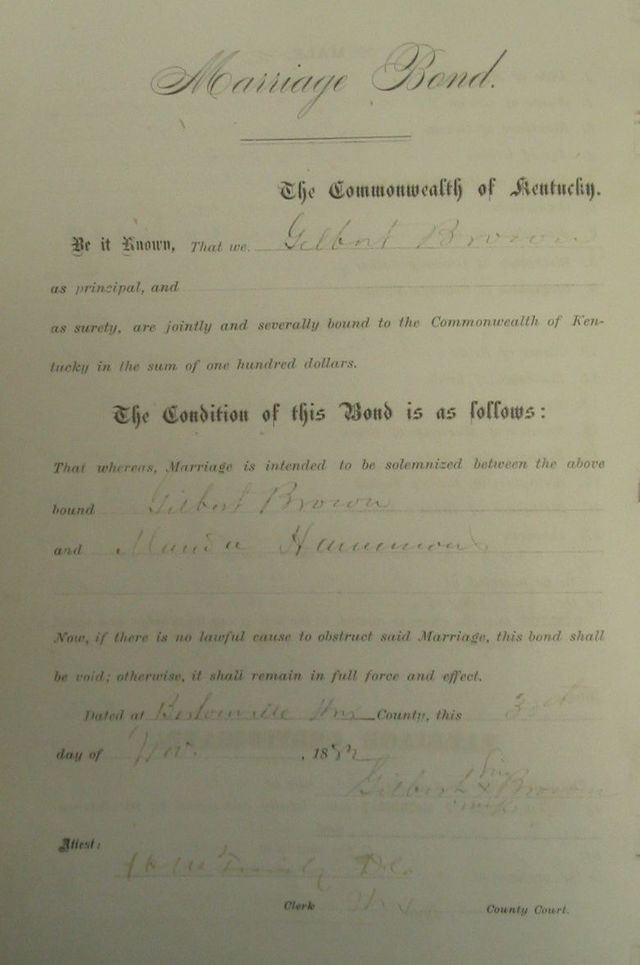 Marriage Bond.
The Commonwealth of Kentucky.
Be it Known, That we Gilbert Brown
as principal, and
as surety, are jointly and severally bound to the Commonwealth of Ken-
tucky in the sum of one hundred dollars.
The Condition of this Bond is as follows:
That whereas, Marriage is intended to be solemnized between the above
bound Gilbert Brown
and Hammond
Now, if there is no lawful cause to obstruct said Marriage, this bond shall
be void; otherwise, it shall remain in full force and effect.
Dated at County, this
day of Nov. , 18
Gilbert x Brown
Attest:
Clerk County Court.